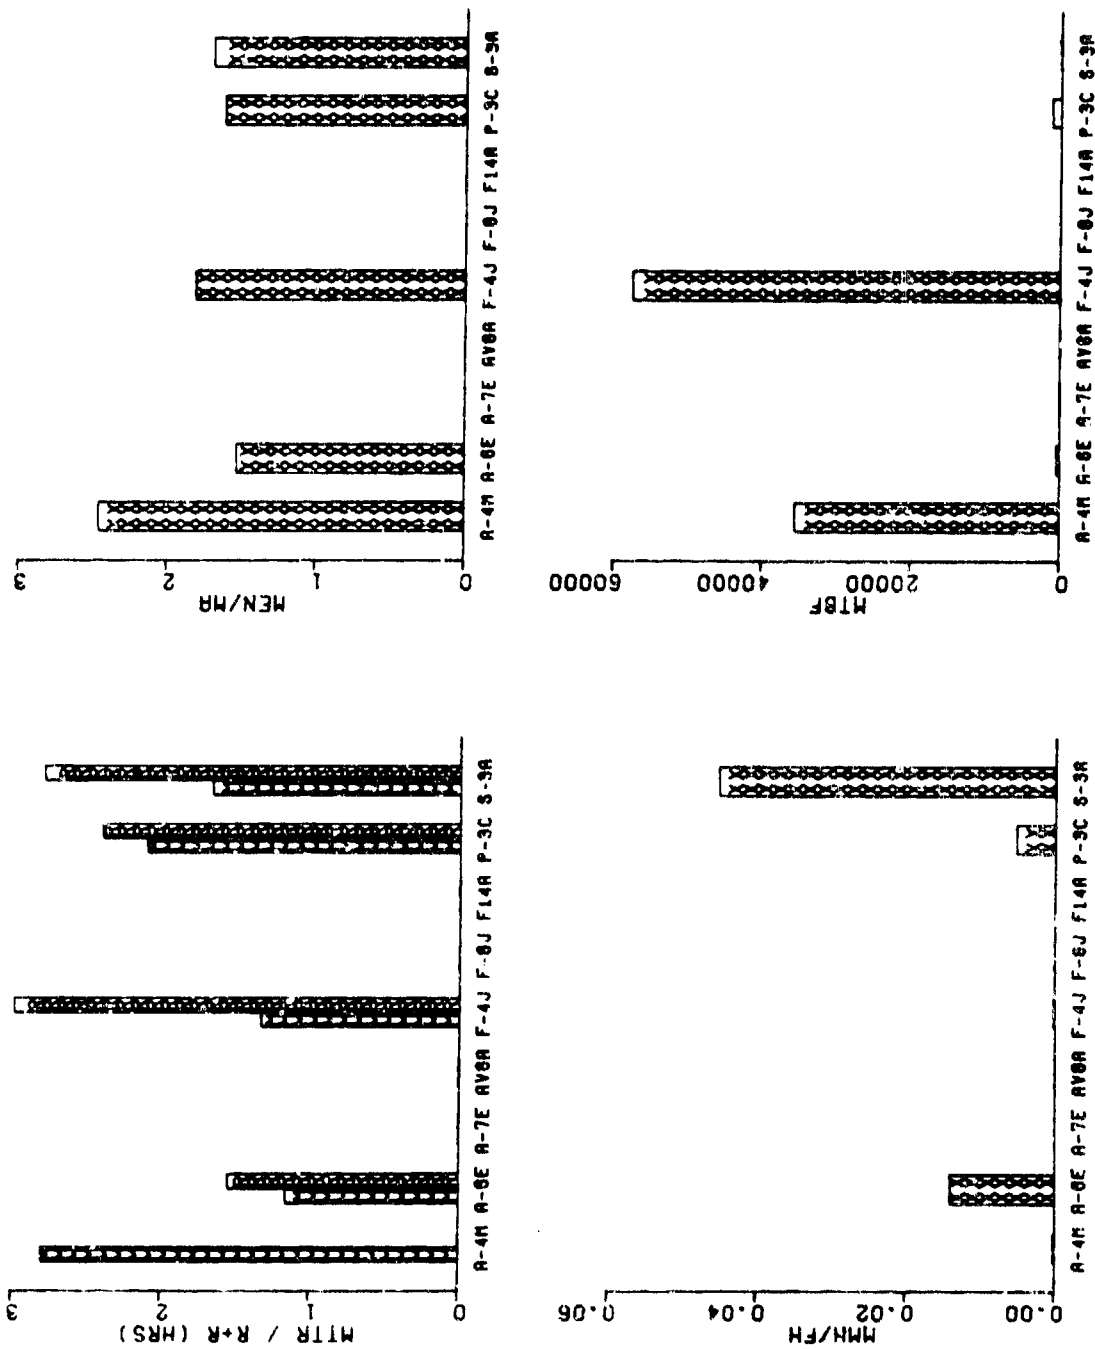 3
2
1
0
MEN/MA
A-4M A-6E A-7E AV8A F-4J F-8J F14A P-3C S-3A
60000
40000
20000
0
MTBF
A-4M A-6E A-7E AV8A F-4J F-8J F14A P-3C S-3A
3
2
1
0
MTTR / R+R (HRS)
A-4M A-6E A-7E AV8A F-4J F-8J F14A P-3C S-3A
0.06
0.04
0.02
0.00
MMH/FH
A-4M A-6E A-7E AV8A F-4J F-8J F14A P-3C S-3A